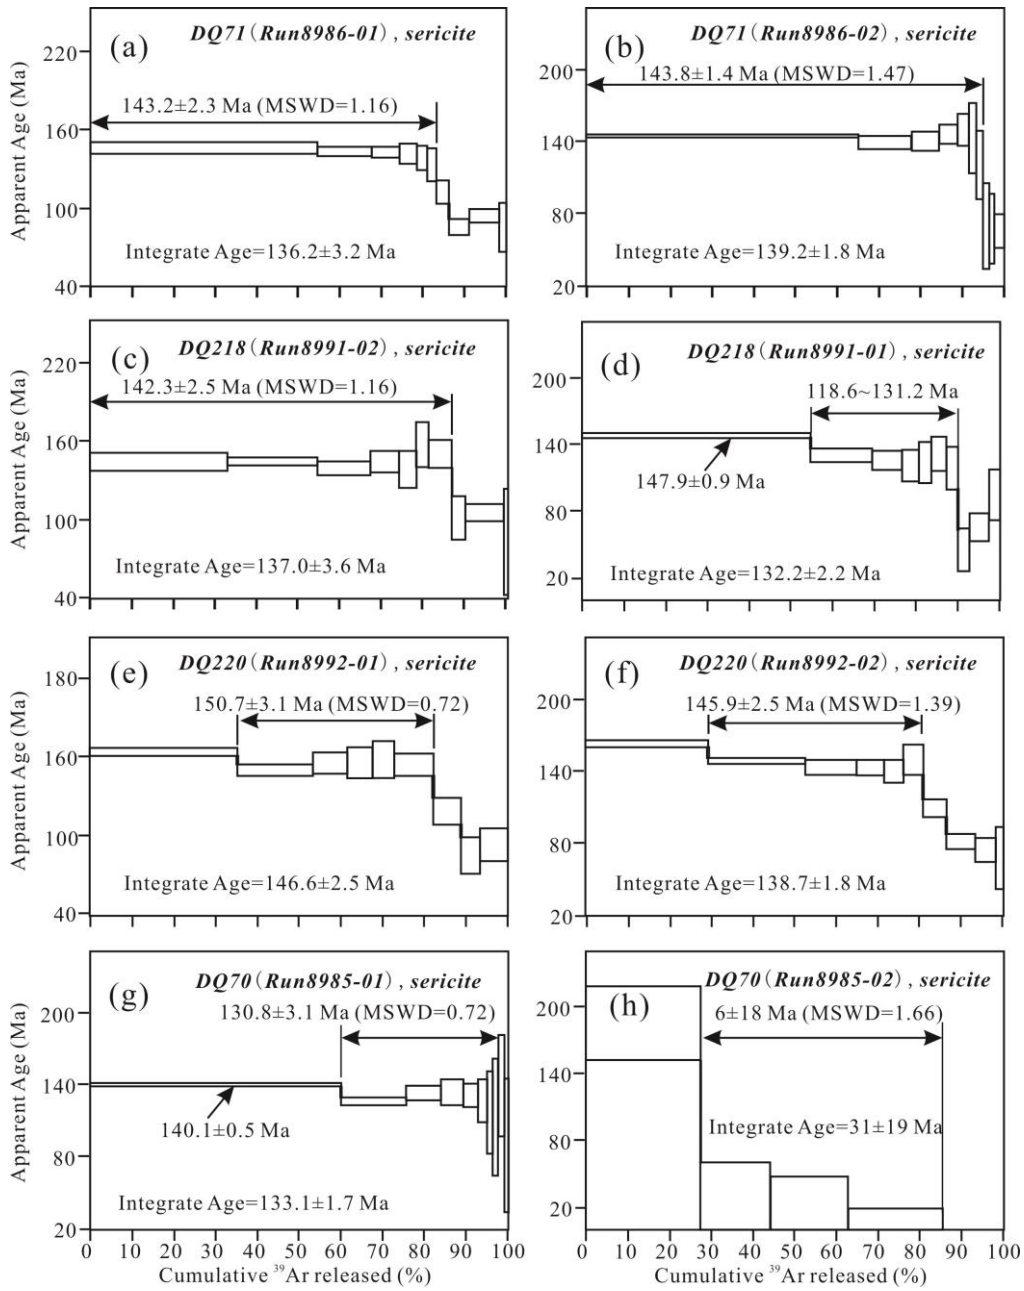 (a) DQ71(Run8986-01), sericite
143.2±2.3 Ma (MSWD=1.16)
Integrate Age=136.2±3.2 Ma
Apparent Age (Ma)
220
160
100
40
(b) DQ71(Run8986-02), sericite
143.8±1.4 Ma (MSWD=1.47)
Integrate Age=139.2±1.8 Ma
200
140
80
20
(c) DQ218(Run8991-02), sericite
142.3±2.5 Ma (MSWD=1.16)
Integrate Age=137.0±3.6 Ma
Apparent Age (Ma)
220
160
100
40
(d) DQ218(Run8991-01), sericite
118.6~131.2 Ma
147.9±0.9 Ma
Integrate Age=132.2±2.2 Ma
200
140
80
20
(e) DQ220(Run8992-01), sericite
150.7±3.1 Ma (MSWD=0.72)
Integrate Age=146.6±2.5 Ma
Apparent Age (Ma)
180
160
100
40
(f) DQ220(Run8992-02), sericite
145.9±2.5 Ma (MSWD=1.39)
Integrate Age=138.7±1.8 Ma
200
140
80
20
(g) DQ70(Run8985-01), sericite
130.8±3.1 Ma (MSWD=0.72)
140.1±0.5 Ma
Integrate Age=133.1±1.7 Ma
Apparent Age (Ma)
200
140
80
20
0 10 20 30 40 50 60 70 80 90 100
Cumulative ³⁹Ar released (%)
(h) DQ70(Run8985-02), sericite
6±18 Ma (MSWD=1.66)
Integrate Age=31±19 Ma
200
140
80
20
0 10 20 30 40 50 60 70 80 90 100
Cumulative ³⁹Ar released (%)